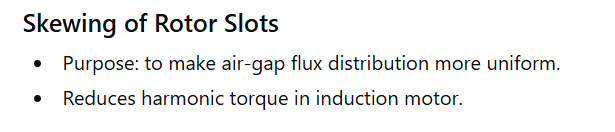 Skewing of Rotor Slots
• Purpose: to make air-gap flux distribution more uniform.
• Reduces harmonic torque in induction motor.